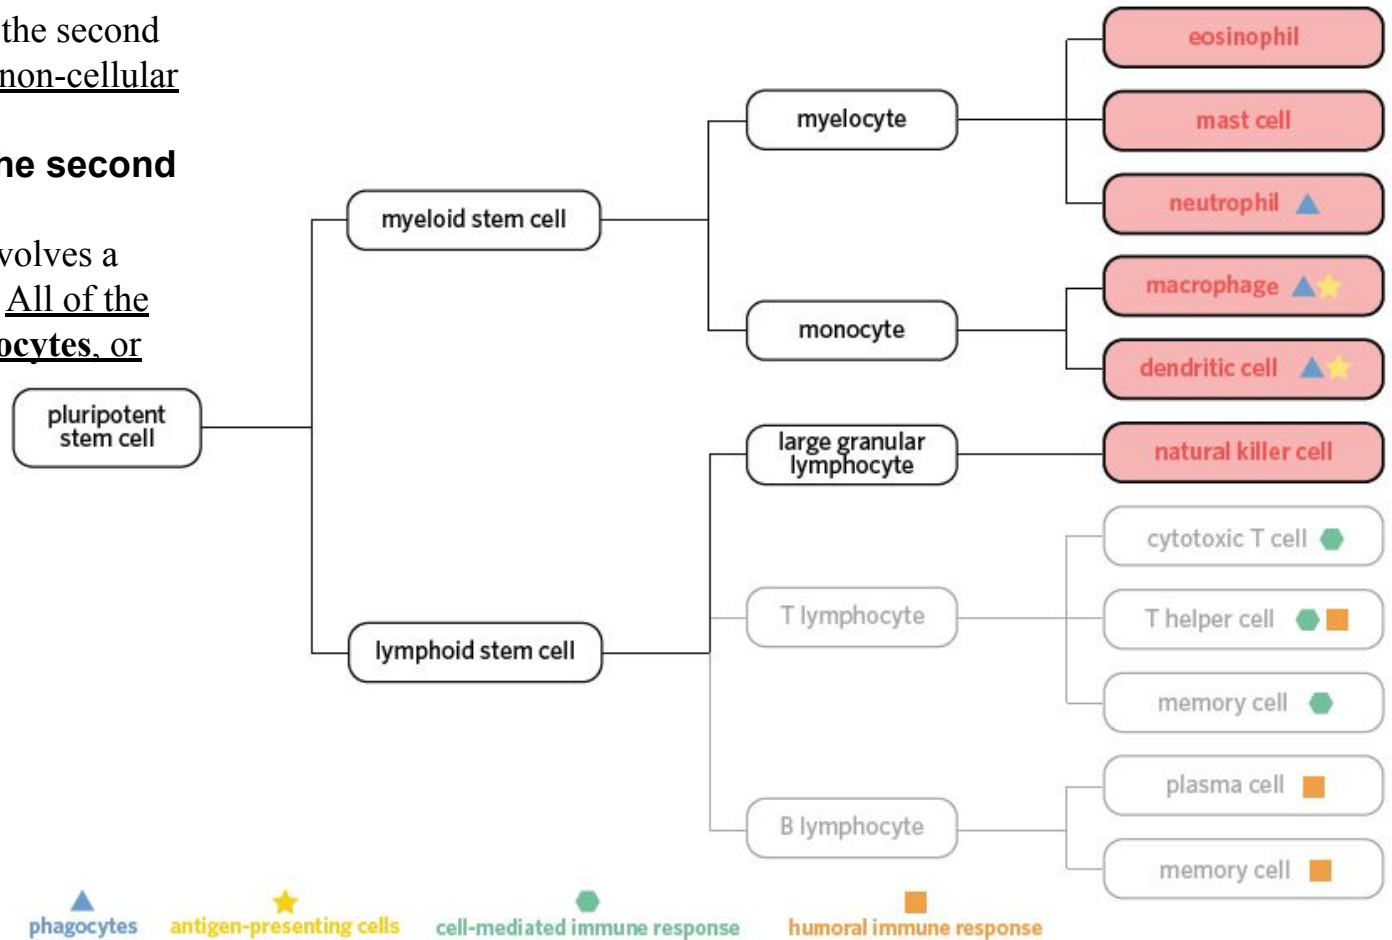 the second
non-cellular
he second
volves a
All of the
ocytes, or
pluripotent
stem cell
myeloid stem cell
lymphoid stem cell
myelocyte
monocyte
large granular
lymphocyte
T lymphocyte
B lymphocyte
eosinophil
mast cell
neutrophil
macrophage
dendritic cell
natural killer cell
cytotoxic T cell
T helper cell
memory cell
plasma cell
memory cell
phagocytes
antigen-presenting cells
cell-mediated immune response
humoral immune response